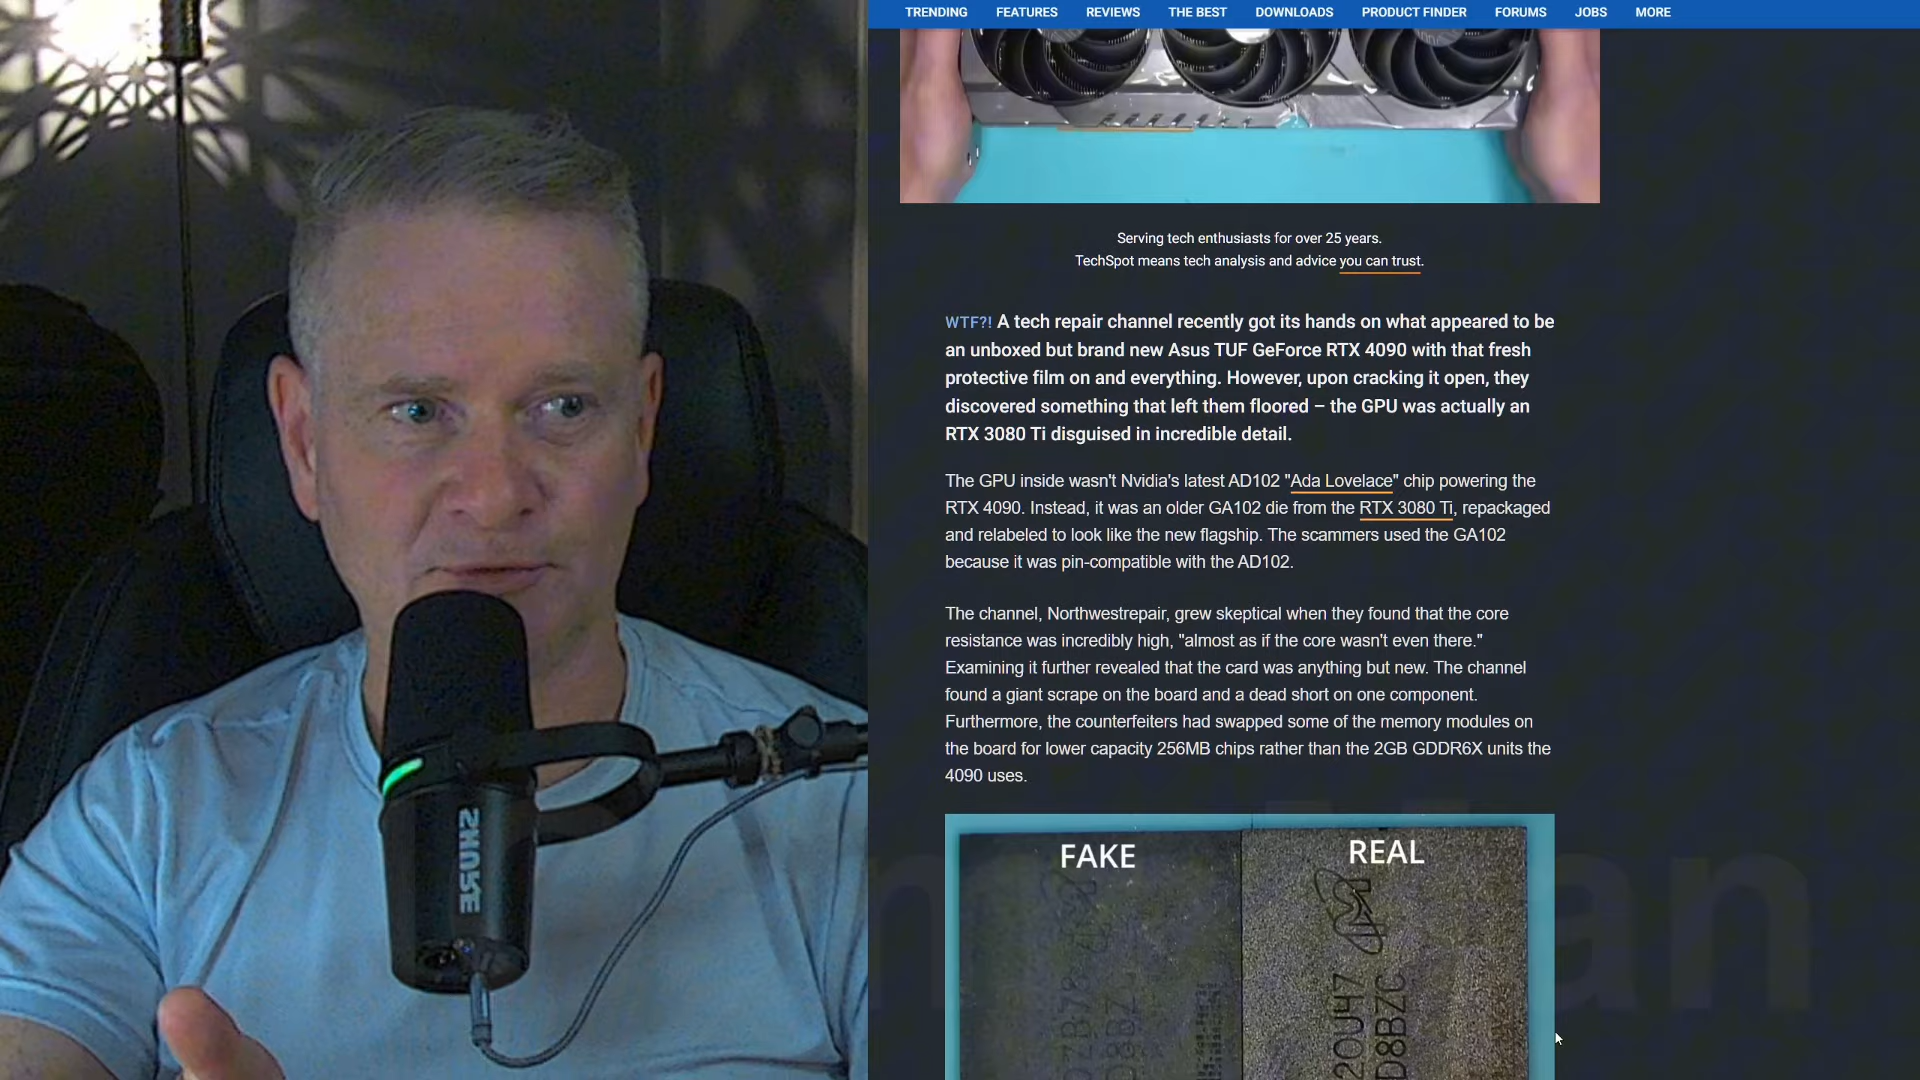 TRENDING FEATURES REVIEWS THE BEST DOWNLOADS PRODUCT FINDER FORUMS JOBS MORE
Serving tech enthusiasts for over 25 years.
TechSpot means tech analysis and advice you can trust.
WTF?! A tech repair channel recently got its hands on what appeared to be
an unboxed but brand new Asus TUF GeForce RTX 4090 with that fresh
protective film on and everything. However, upon cracking it open, they
discovered something that left them floored – the GPU was actually an
RTX 3080 Ti disguised in incredible detail.
The GPU inside wasn't Nvidia's latest AD102 "Ada Lovelace" chip powering the
RTX 4090. Instead, it was an older GA102 die from the RTX 3080 Ti, repackaged
and relabeled to look like the new flagship. The scammers used the GA102
because it was pin-compatible with the AD102.
The channel, Northwestrepair, grew skeptical when they found that the core
resistance was incredibly high, "almost as if the core wasn't even there."
Examining it further revealed that the card was anything but new. The channel
found a giant scrape on the board and a dead short on one component.
Furthermore, the counterfeiters had swapped some of the memory modules on
the board for lower capacity 256MB chips rather than the 2GB GDDR6X units the
4090 uses.
FAKE
REAL
D8BZC
SHURE